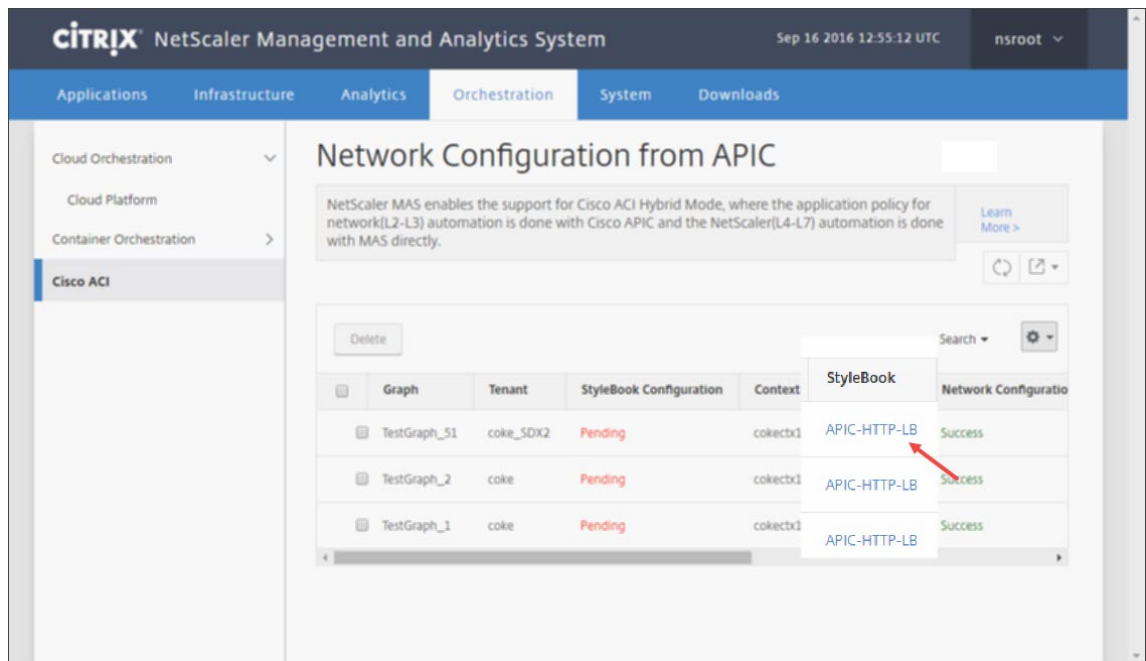 CİTRIX NetScaler Management and Analytics System Sep 16 2016 12:55:12 UTC nsroot
Applications Infrastructure Analytics Orchestration System Downloads
Cloud Orchestration
Cloud Platform
Container Orchestration
Cisco ACI
Network Configuration from APIC
NetScaler MAS enables the support for Cisco ACI Hybrid Mode, where the application policy for
network(L2-L3) automation is done with Cisco APIC and the NetScaler(L4-L7) automation is done
with MAS directly.
Learn
More >
Delete
Search
Graph Tenant StyleBook Configuration Context StyleBook Network Configuratio
TestGraph_51 coke_SDX2 Pending cokectx1 APIC-HTTP-LB Success
TestGraph_2 coke Pending cokectx1 APIC-HTTP-LB Success
TestGraph_1 coke Pending cokectx1 APIC-HTTP-LB Success